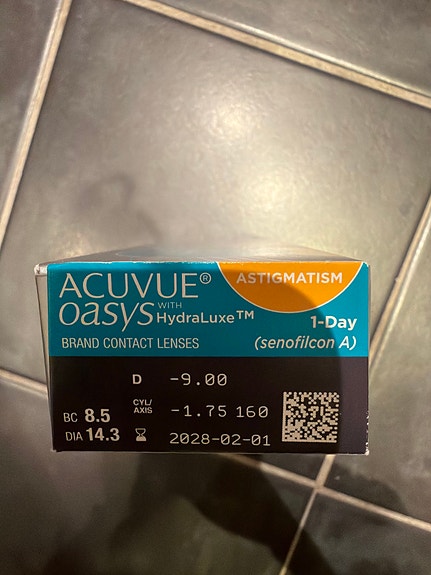 ACUVUE® ASTIGMATISM
oasys WITH HydraLuxe™
1-Day
BRAND CONTACT LENSES (senofilcon A)
D -9.00
BC 8.5 CYL/AXIS -1.75 160
DIA 14.3 2028-02-01